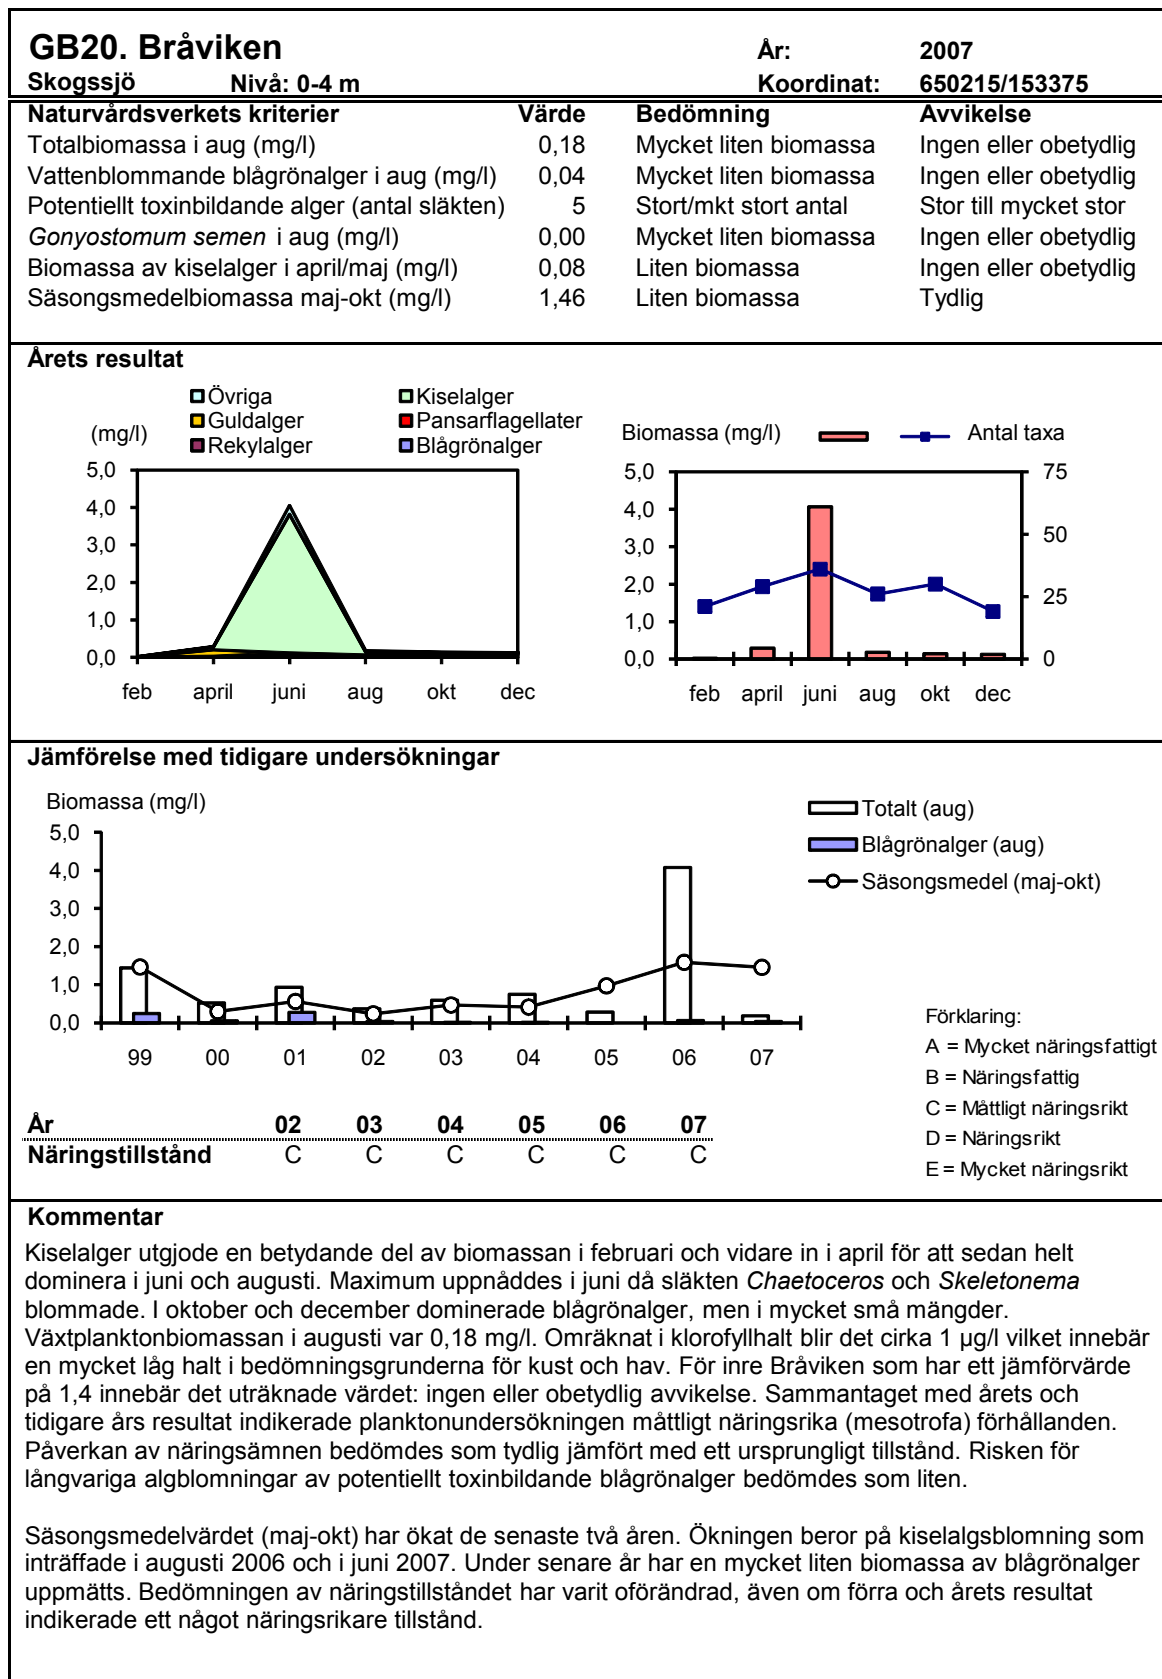 GB20. Bråviken År: 2007
Skogssjö Nivå: 0-4 m Koordinat: 650215/153375
Naturvårdsverkets kriterier Värde Bedömning Avvikelse
Totalbiomassa i aug (mg/l) 0,18 Mycket liten biomassa Ingen eller obetydlig
Vattenblommande blågrönalger i aug (mg/l) 0,04 Mycket liten biomassa Ingen eller obetydlig
Potentiellt toxinbildande alger (antal släkten) 5 Stort/mkt stort antal Stor till mycket stor
Gonyostomum semen i aug (mg/l) 0,00 Mycket liten biomassa Ingen eller obetydlig
Biomassa av kiselalger i april/maj (mg/l) 0,08 Liten biomassa Ingen eller obetydlig
Säsongsmedelbiomassa maj-okt (mg/l) 1,46 Liten biomassa Tydlig
Årets resultat
Övriga Kiselalger
Guldalger Pansarflagellater
Rekylalger Blågrönalger
(mg/l)
5,0
4,0
3,0
2,0
1,0
0,0
feb april juni aug okt dec
Biomassa (mg/l) Antal taxa
5,0 75
4,0
50
3,0
2,0
25
1,0
0,0 0
feb april juni aug okt dec
Jämförelse med tidigare undersökningar
Biomassa (mg/l)
5,0
4,0
3,0
2,0
1,0
0,0
99 00 01 02 03 04 05 06 07
Totalt (aug)
Blågrönalger (aug)
Säsongsmedel (maj-okt)
Förklaring:
A = Mycket näringsfattigt
B = Näringsfattig
C = Måttligt näringsrikt
D = Näringsrikt
E = Mycket näringsrikt
År 02 03 04 05 06 07
Näringstillstånd C C C C C C
Kommentar
Kiselalger utgjode en betydande del av biomassan i februari och vidare in i april för att sedan helt
dominera i juni och augusti. Maximum uppnåddes i juni då släkten Chaetoceros och Skeletonema
blommade. I oktober och december dominerade blågrönalger, men i mycket små mängder.
Växtplanktonbiomassan i augusti var 0,18 mg/l. Omräknat i klorofyllhalt blir det cirka 1 µg/l vilket innebär
en mycket låg halt i bedömningsgrunderna för kust och hav. För inre Bråviken som har ett jämförvärde
på 1,4 innebär det uträknade värdet: ingen eller obetydlig avvikelse. Sammantaget med årets och
tidigare års resultat indikerade planktonundersökningen måttligt näringsrika (mesotrofa) förhållanden.
Påverkan av näringsämnen bedömdes som tydlig jämfört med ett ursprungligt tillstånd. Risken för
långvariga algblomningar av potentiellt toxinbildande blågrönalger bedömdes som liten.
Säsongsmedelvärdet (maj-okt) har ökat de senaste två åren. Ökningen beror på kiselalgsblomning som
inträffade i augusti 2006 och i juni 2007. Under senare år har en mycket liten biomassa av blågrönalger
uppmätts. Bedömningen av näringstillståndet har varit oförändrad, även om förra och årets resultat
indikerade ett något näringsrikare tillstånd.